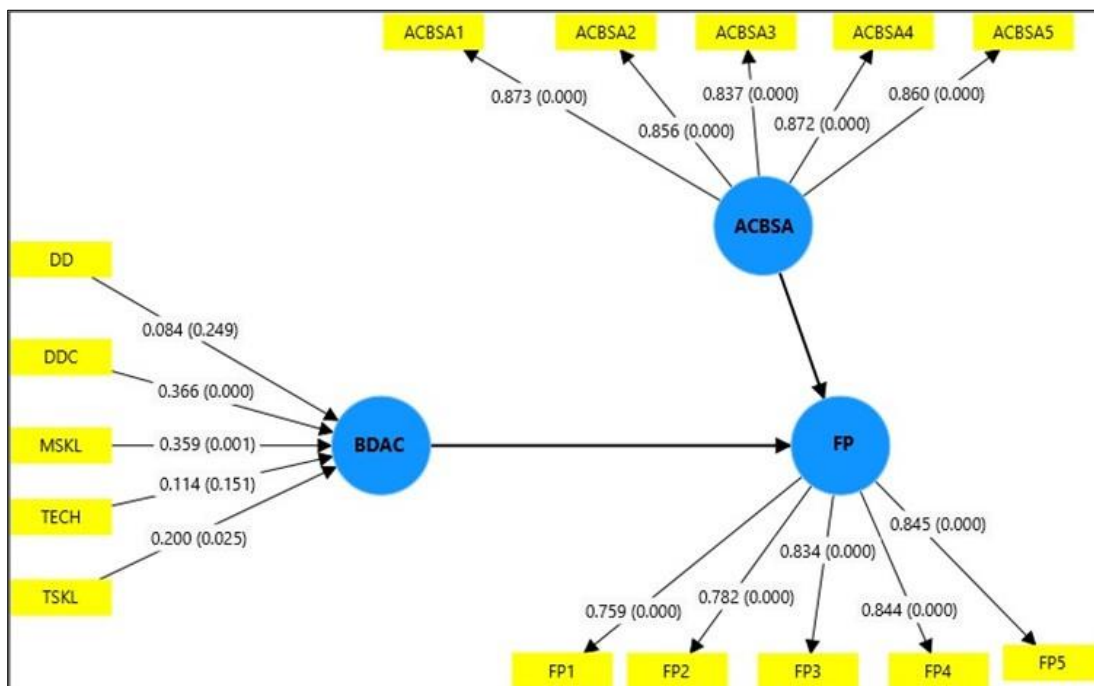 ACBSA1
ACBSA2
ACBSA3
ACBSA4
ACBSA5
0.873 (0.000)
0.856 (0.000)
0.837 (0.000)
0.872 (0.000)
0.860 (0.000)
ACBSA
DD
DDC
MSKL
TECH
TSKL
0.084 (0.249)
0.366 (0.000)
0.359 (0.001)
0.114 (0.151)
0.200 (0.025)
BDAC
FP
0.759 (0.000)
0.782 (0.000)
0.834 (0.000)
0.844 (0.000)
0.845 (0.000)
FP1
FP2
FP3
FP4
FP5